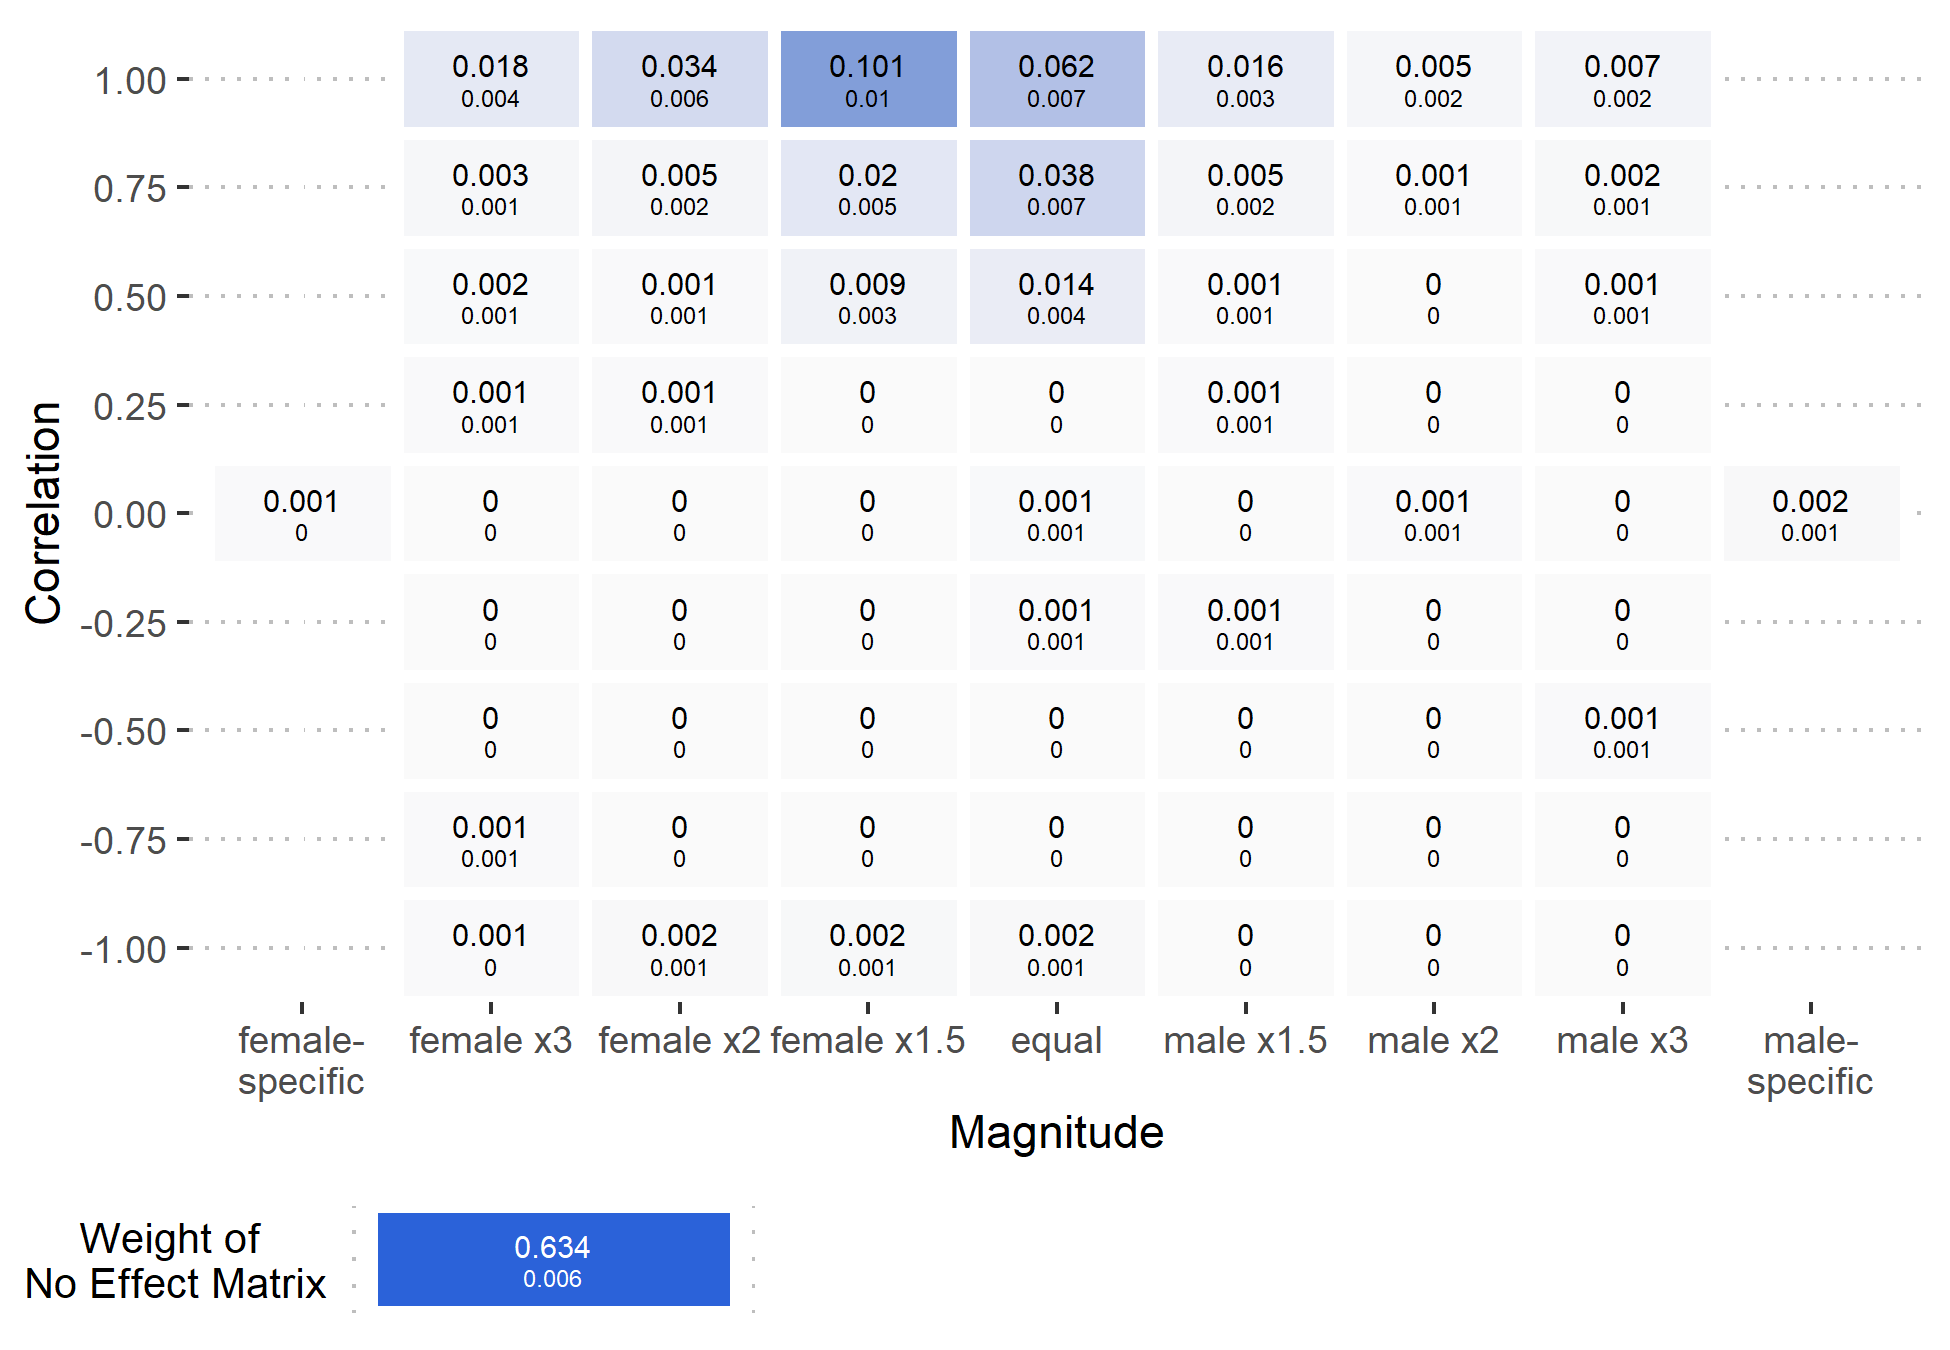 1.00 0.018 0.034 0.101 0.062 0.016 0.005 0.007
0.004 0.006 0.01 0.007 0.003 0.002 0.002
0.75 0.003 0.005 0.02 0.038 0.005 0.001 0.002
0.001 0.002 0.005 0.007 0.002 0.001 0.001
0.50 0.002 0.001 0.009 0.014 0.001 0 0.001
0.001 0.001 0.003 0.004 0.001 0 0.001
0.25 0.001 0.001 0 0 0.001 0 0
0.001 0.001 0 0 0.001 0 0
0.00 0.001 0 0 0 0.001 0 0.001 0 0.002
0 0 0 0 0.001 0 0.001 0 0.001
-0.25 0 0 0 0.001 0.001 0 0
0 0 0 0.001 0.001 0 0
-0.50 0 0 0 0 0 0 0.001
0 0 0 0 0 0 0.001
-0.75 0.001 0 0 0 0 0 0
0.001 0 0 0 0 0 0
-1.00 0.001 0.002 0.002 0.002 0 0 0
0 0.001 0.001 0.001 0 0 0
Correlation
female- female x3 female x2 female x1.5 equal male x1.5 male x2 male x3 male-
specific specific
Magnitude
Weight of
No Effect Matrix
0.634
0.006